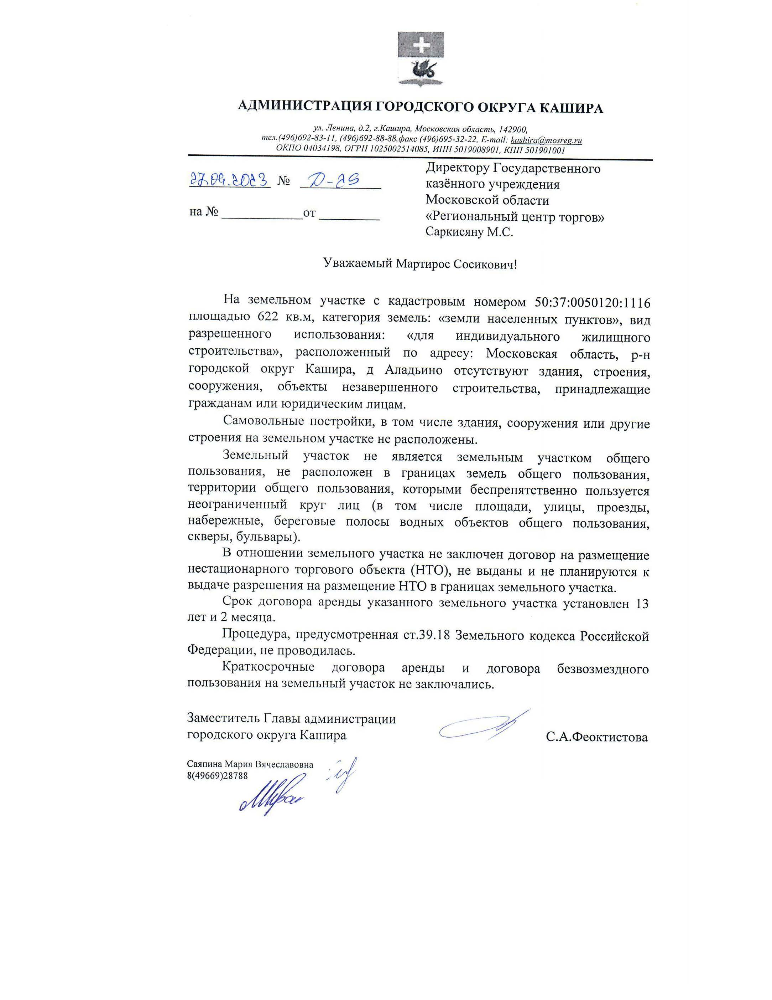 АДМИНИСТРАЦИЯ ГОРОДСКОГО ОКРУГА КАШИРА
ул. Ленина, д.2, г.Кашира, Московская область, 142900,
тел.(496)692-83-11, (496)692-88-88,факс (496)695-32-22, E-mail: kashira@mosreg.ru
ОКПО 04034198, ОГРН 1025002514085, ИНН 5019008901, КПП 501901001
27.04.2023 № Д-29
на № ____________ от _________
Директору Государственного
казённого учреждения
Московской области
«Региональный центр торгов»
Саркисяну М.С.
Уважаемый Мартирос Сосикович!
На земельном участке с кадастровым номером 50:37:0050120:1116
площадью 622 кв.м, категория земель: «земли населенных пунктов», вид
разрешенного использования: «для индивидуального жилищного
строительства», расположенный по адресу: Московская область, р-н
городской округ Кашира, д Аладьино отсутствуют здания, строения,
сооружения, объекты незавершенного строительства, принадлежащие
гражданам или юридическим лицам.
Самовольные постройки, в том числе здания, сооружения или другие
строения на земельном участке не расположены.
Земельный участок не является земельным участком общего
пользования, не расположен в границах земель общего пользования,
территории общего пользования, которыми беспрепятственно пользуется
неограниченный круг лиц (в том числе площади, улицы, проезды,
набережные, береговые полосы водных объектов общего пользования,
скверы, бульвары).
В отношении земельного участка не заключен договор на размещение
нестационарного торгового объекта (НТО), не выданы и не планируются к
выдаче разрешения на размещение НТО в границах земельного участка.
Срок договора аренды указанного земельного участка установлен 13
лет и 2 месяца.
Процедура, предусмотренная ст.39.18 Земельного кодекса Российской
Федерации, не проводилась.
Краткосрочные договора аренды и договора безвозмездного
пользования на земельный участок не заключались.
Заместитель Главы администрации
городского округа Кашира
С.А.Феоктистова
Саяпина Мария Вячеславовна
8(49669)28788